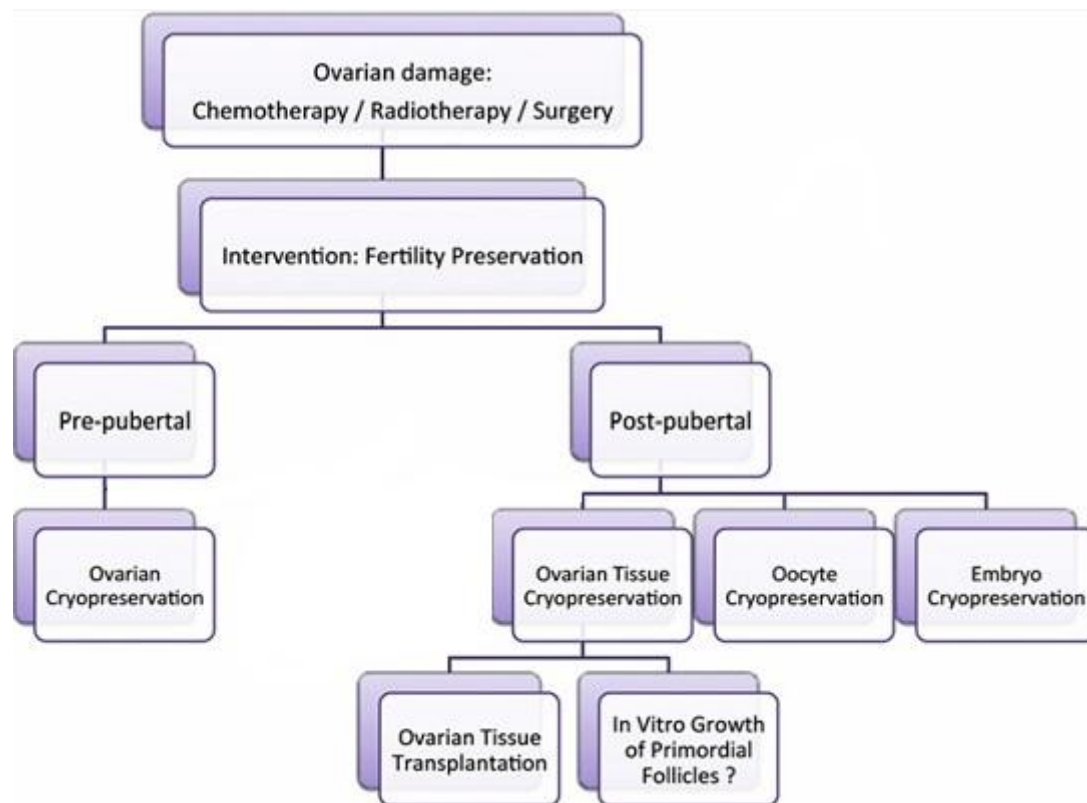 Ovarian damage:
Chemotherapy / Radiotherapy / Surgery
Intervention: Fertility Preservation
Pre-pubertal
Post-pubertal
Ovarian
Cryopreservation
Ovarian Tissue
Cryopreservation
Oocyte
Cryopreservation
Embryo
Cryopreservation
Ovarian Tissue
Transplantation
In Vitro Growth
of Primordial
Follicles ?